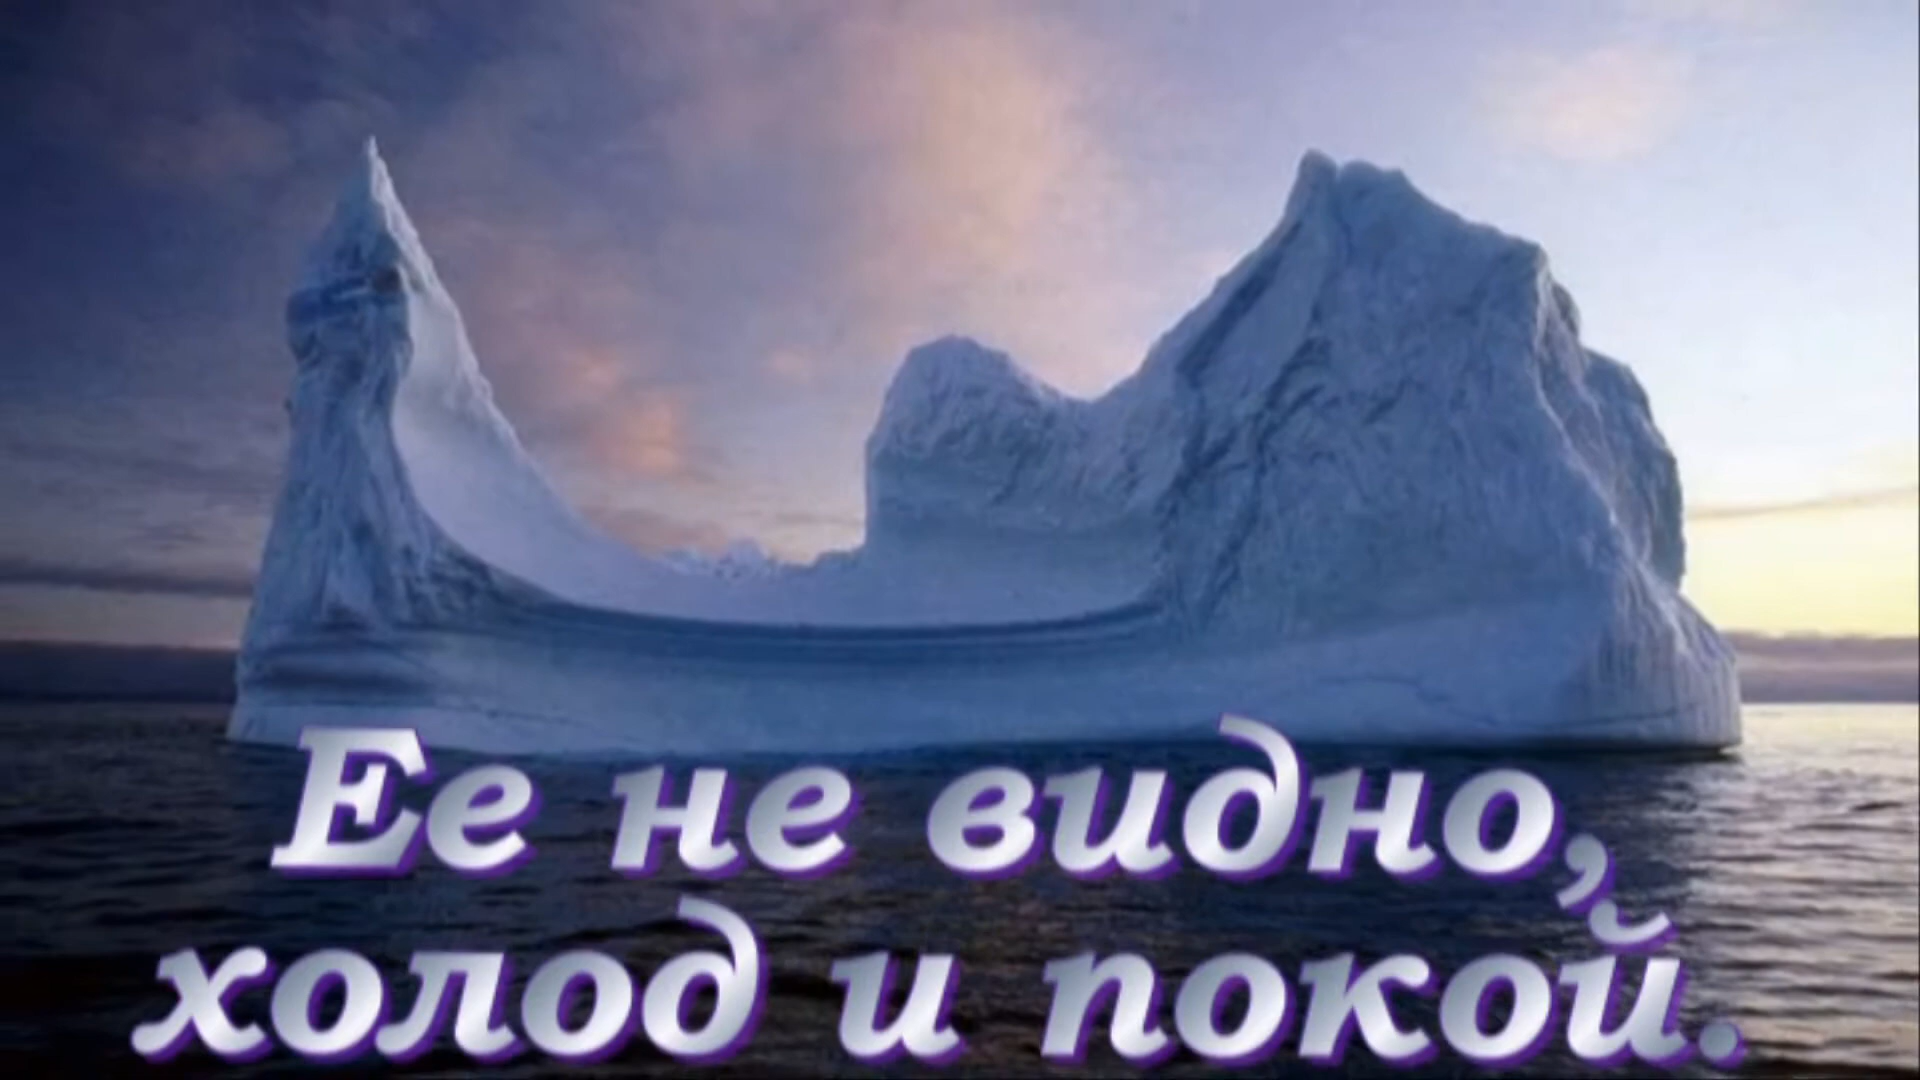 Ее не видно,
холод и покой.